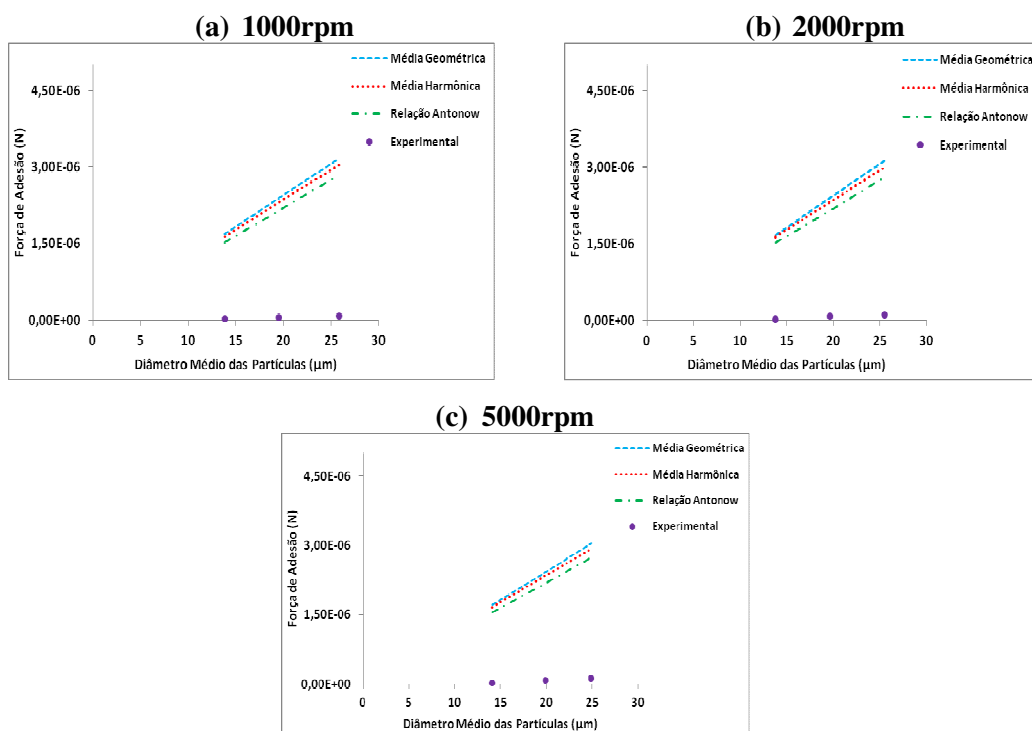 (a) 1000rpm
Média Geométrica
Média Harmônica
Relação Antonow
Experimental
Força de Adesão (N)
4,50E-06
3,00E-06
1,50E-06
0,00E+00
0 5 10 15 20 25 30
Diâmetro Médio das Partículas (µm)
(b) 2000rpm
Média Geométrica
Média Harmônica
Relação Antonow
Experimental
Força de Adesão (N)
4,50E-06
3,00E-06
1,50E-06
0,00E+00
0 5 10 15 20 25 30
Diâmetro Médio das Partículas (µm)
(c) 5000rpm
Média Geométrica
Média Harmônica
Relação Antonow
Experimental
Força de Adesão (N)
4,50E-06
3,00E-06
1,50E-06
0,00E+00
0 5 10 15 20 25 30
Diâmetro Médio das Partículas (µm)